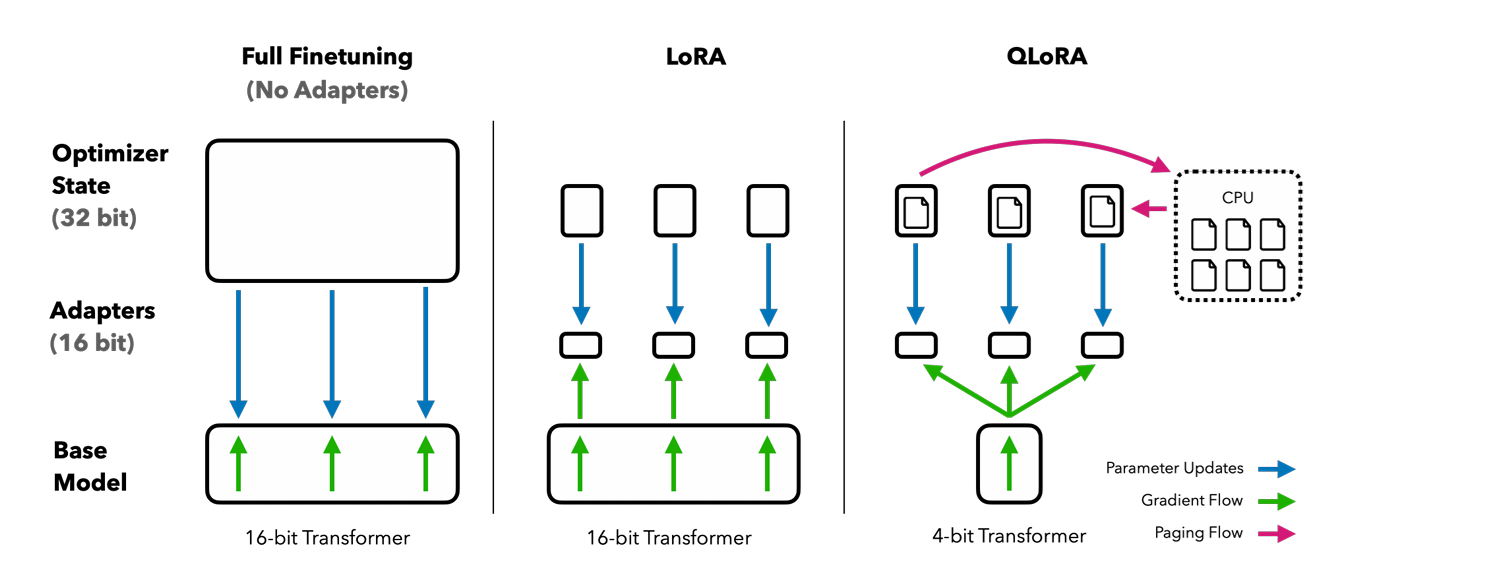 Full Finetuning
(No Adapters)
LoRA
QLoRA
Optimizer
State
(32 bit)
CPU
Adapters
(16 bit)
Base
Model
Parameter Updates
Gradient Flow
Paging Flow
16-bit Transformer
16-bit Transformer
4-bit Transformer